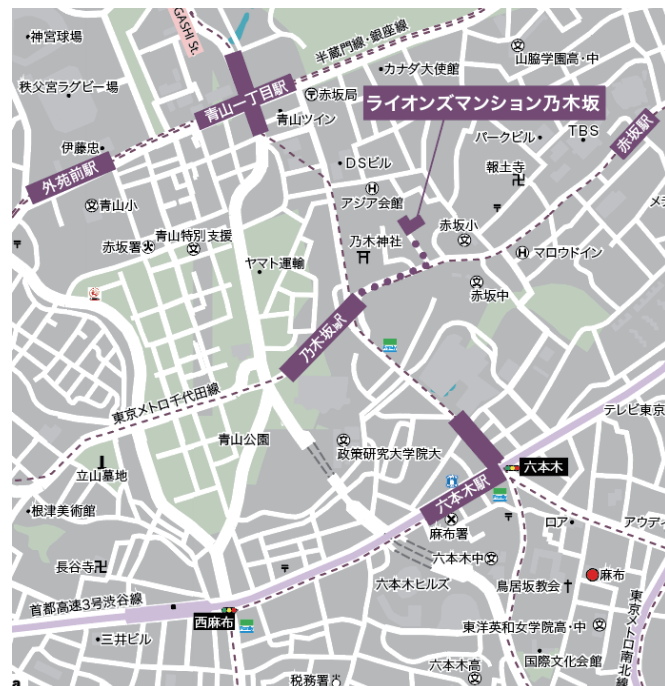 神宮球場
GASHI St.
半蔵門線・銀座線
山脇学園高・中
カナダ大使館
秩父宮ラグビー場
青山一丁目駅
赤坂局
ライオンズマンション乃木坂
青山ツイン
パークビル
TBS
赤坂駅
伊藤忠
外苑前駅
DSビル
報土寺
アジア会館
青山小
赤坂小
赤坂署
青山特別支援
乃木神社
マロウドイン
ヤマト運輸
赤坂中
乃木坂駅
東京メトロ千代田線
テレビ東京
青山公園
政策研究大学院大
六本木
立山墓地
六本木駅
根津美術館
麻布署
ロア
アウディ
六本木中
長谷寺
六本木ヒルズ
鳥居坂教会
麻布
首都高速3号渋谷線
西麻布
東洋英和女学院高・中
東京メトロ南北線
三井ビル
国際文化会館
六本木高
税務署